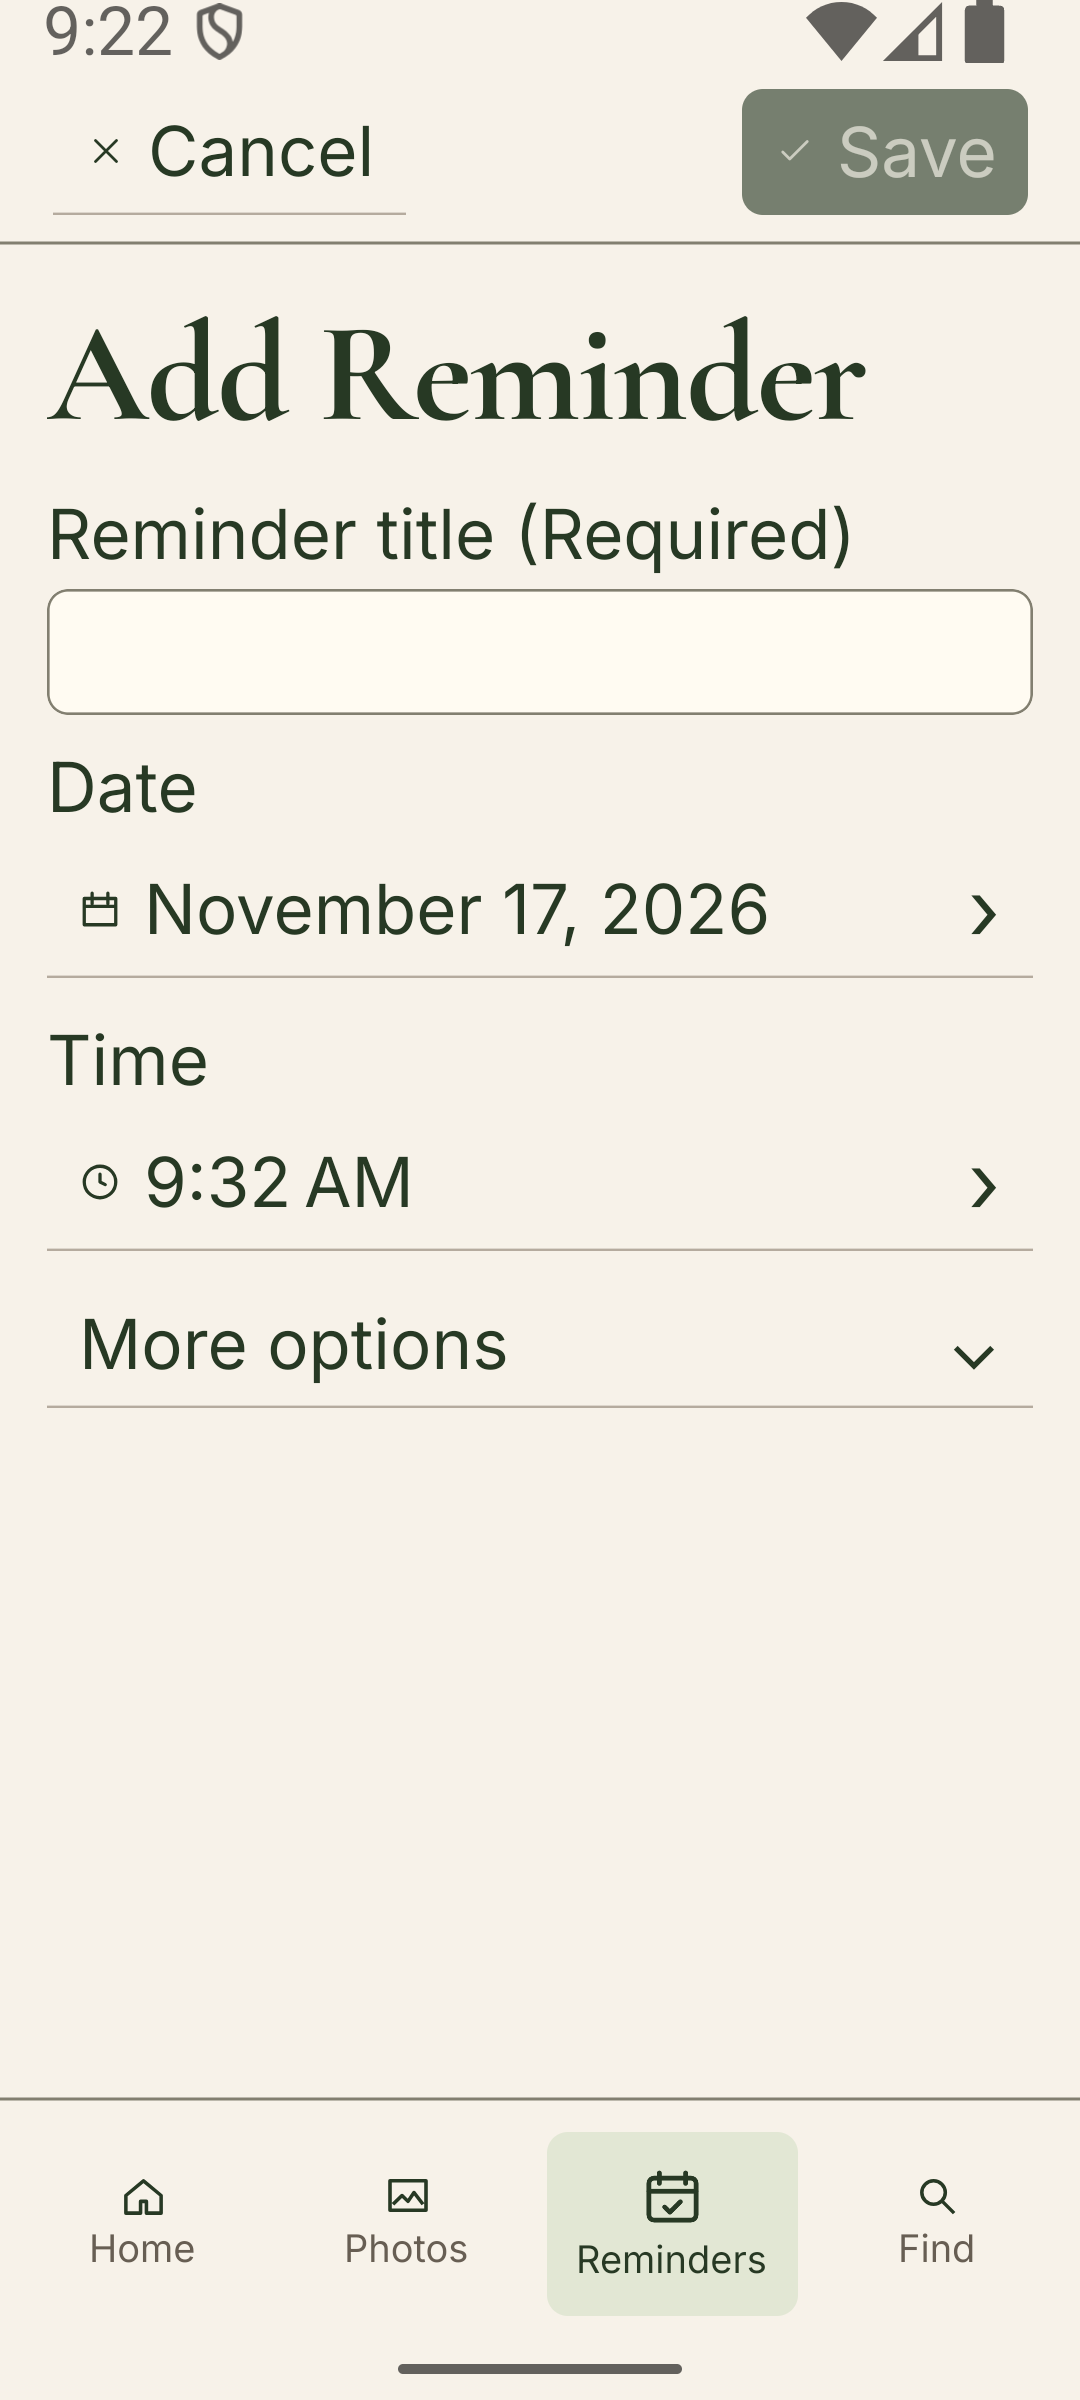 9:22
Cancel
Save
Add Reminder
Reminder title (Required)
Date
November 17, 2026
Time
9:32 AM
More options
Home
Photos
Reminders
Find